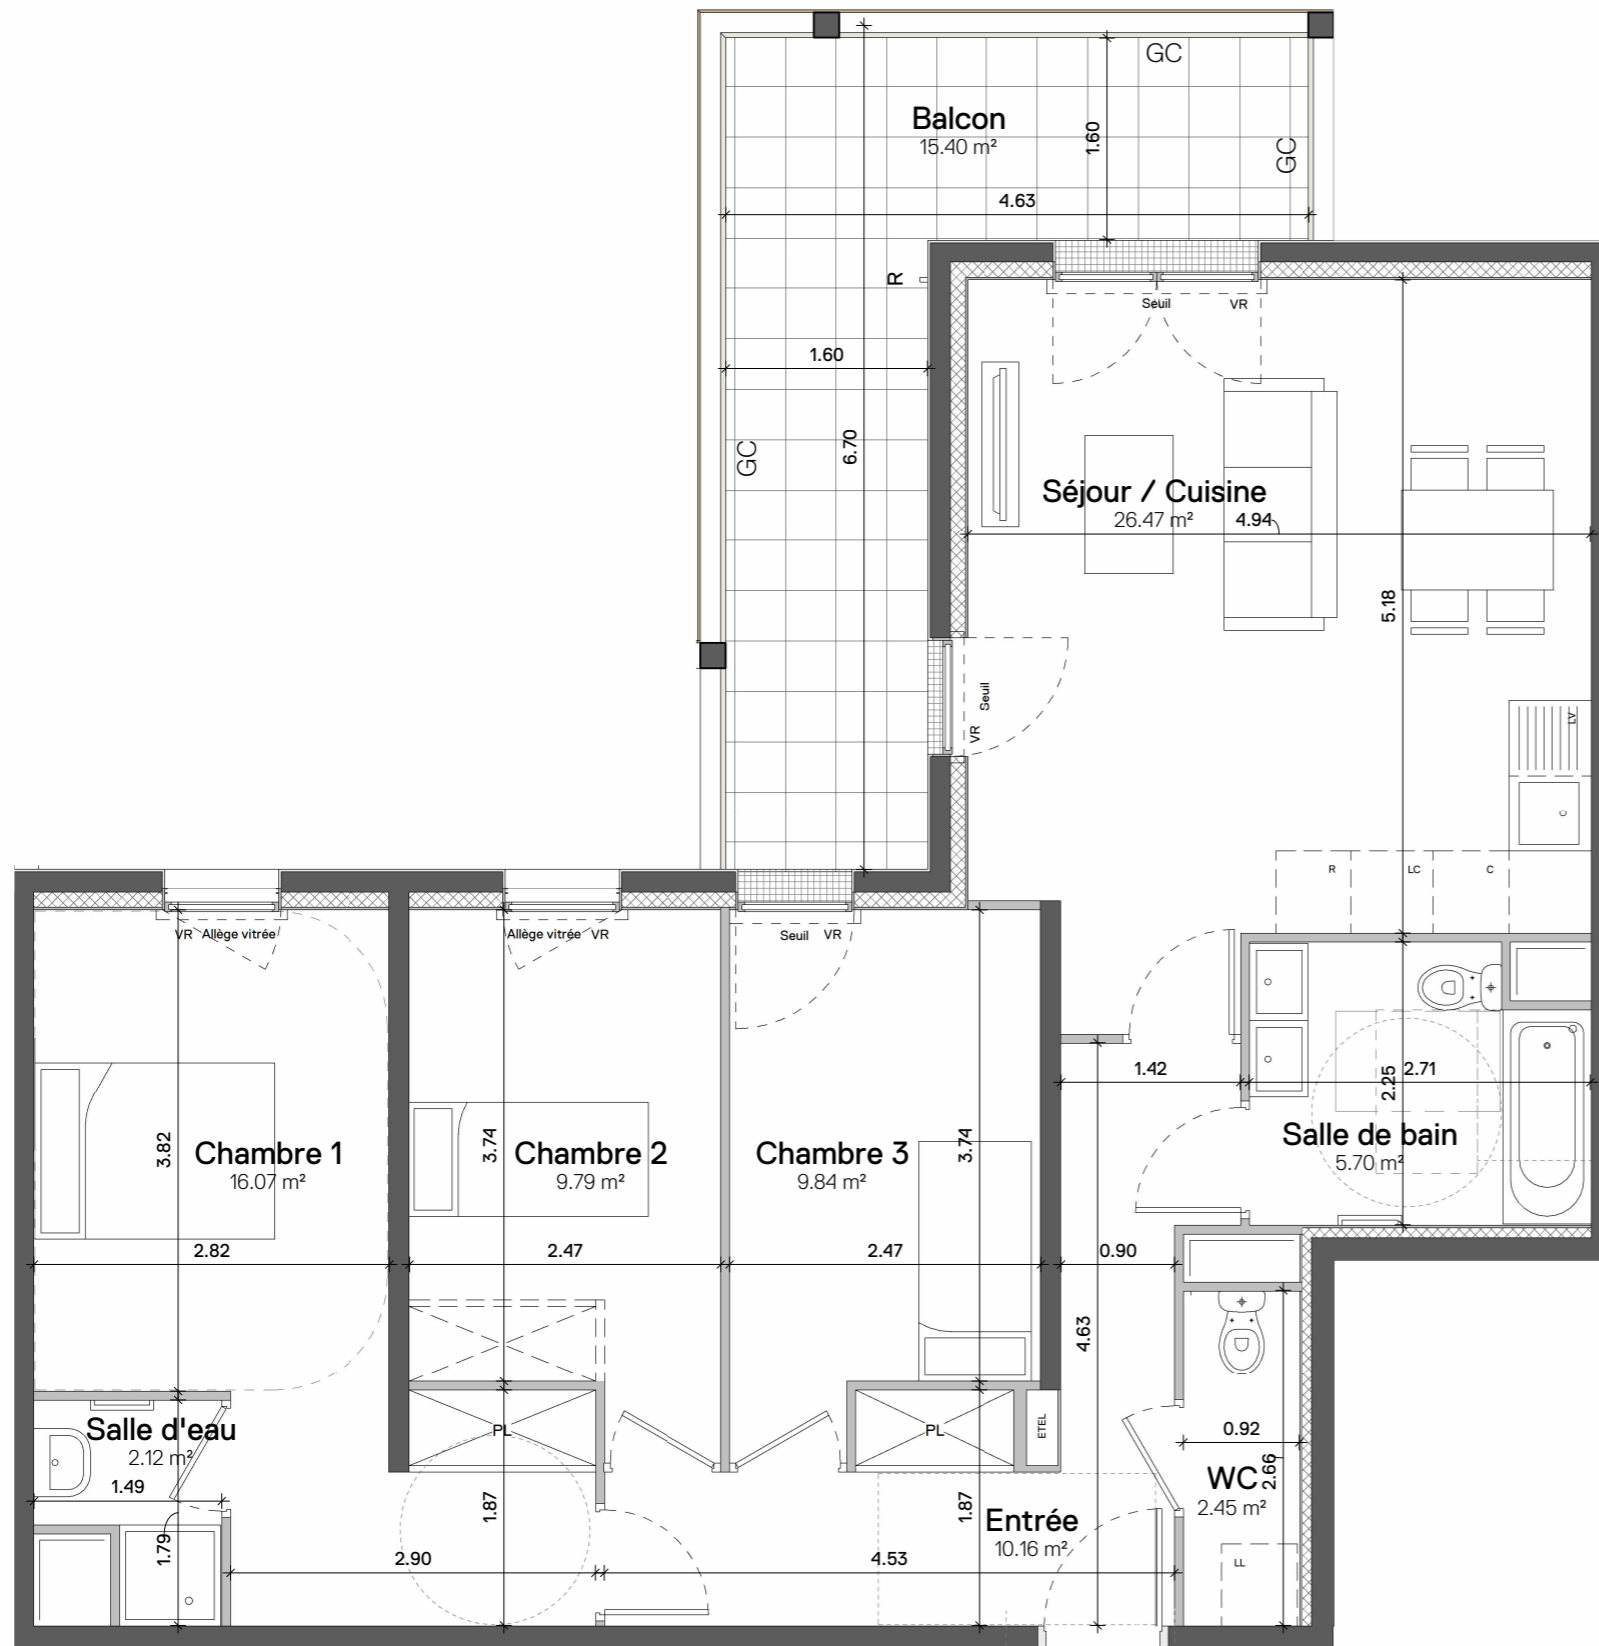 GC
Balcon
15.40 m²
1.60
GC
4.63
R
Seuil
VR
1.60
GC
6.70
Séjour / Cuisine
26.47 m²
4.94
5.18
Seuil
VR
LV
R
LC
C
VR
Allège vitrée
Allège vitrée
VR
Seuil
VR
1.42
2.25
2.71
Salle de bain
5.70 m²
3.82
Chambre 1
16.07 m²
3.74
Chambre 2
9.79 m²
Chambre 3
9.84 m²
3.74
2.82
2.47
2.47
0.90
4.63
Salle d'eau
2.12 m²
1.49
1.79
PL
PL
ETEL
0.92
WC
2.45 m²
2.66
1.87
1.87
Entrée
10.16 m²
2.90
4.53
LL